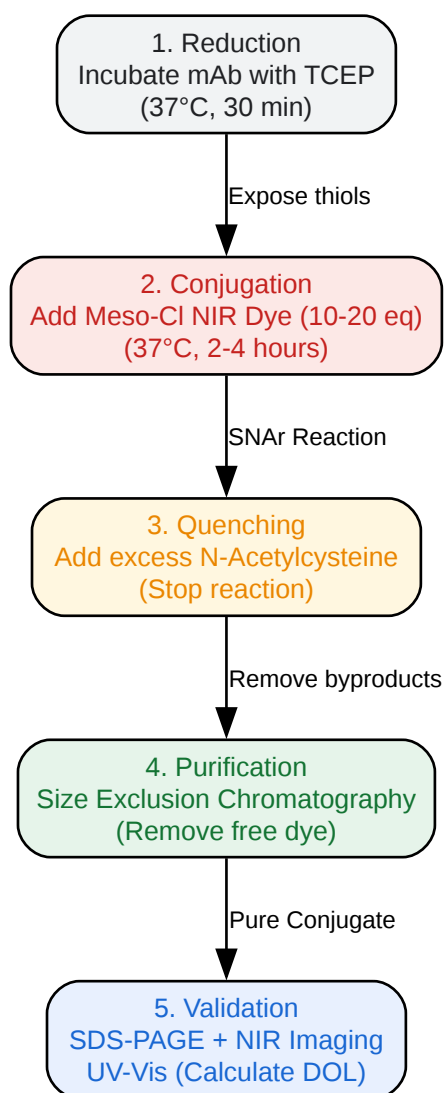 1. Reduction
Incubate mAb with TCEP
(37°C, 30 min)
Expose thiols
2. Conjugation
Add Meso-Cl NIR Dye (10-20 eq)
(37°C, 2-4 hours)
SNAr Reaction
3. Quenching
Add excess N-Acetylcysteine
(Stop reaction)
Remove byproducts
4. Purification
Size Exclusion Chromatography
(Remove free dye)
Pure Conjugate
5. Validation
SDS-PAGE + NIR Imaging
UV-Vis (Calculate DOL)